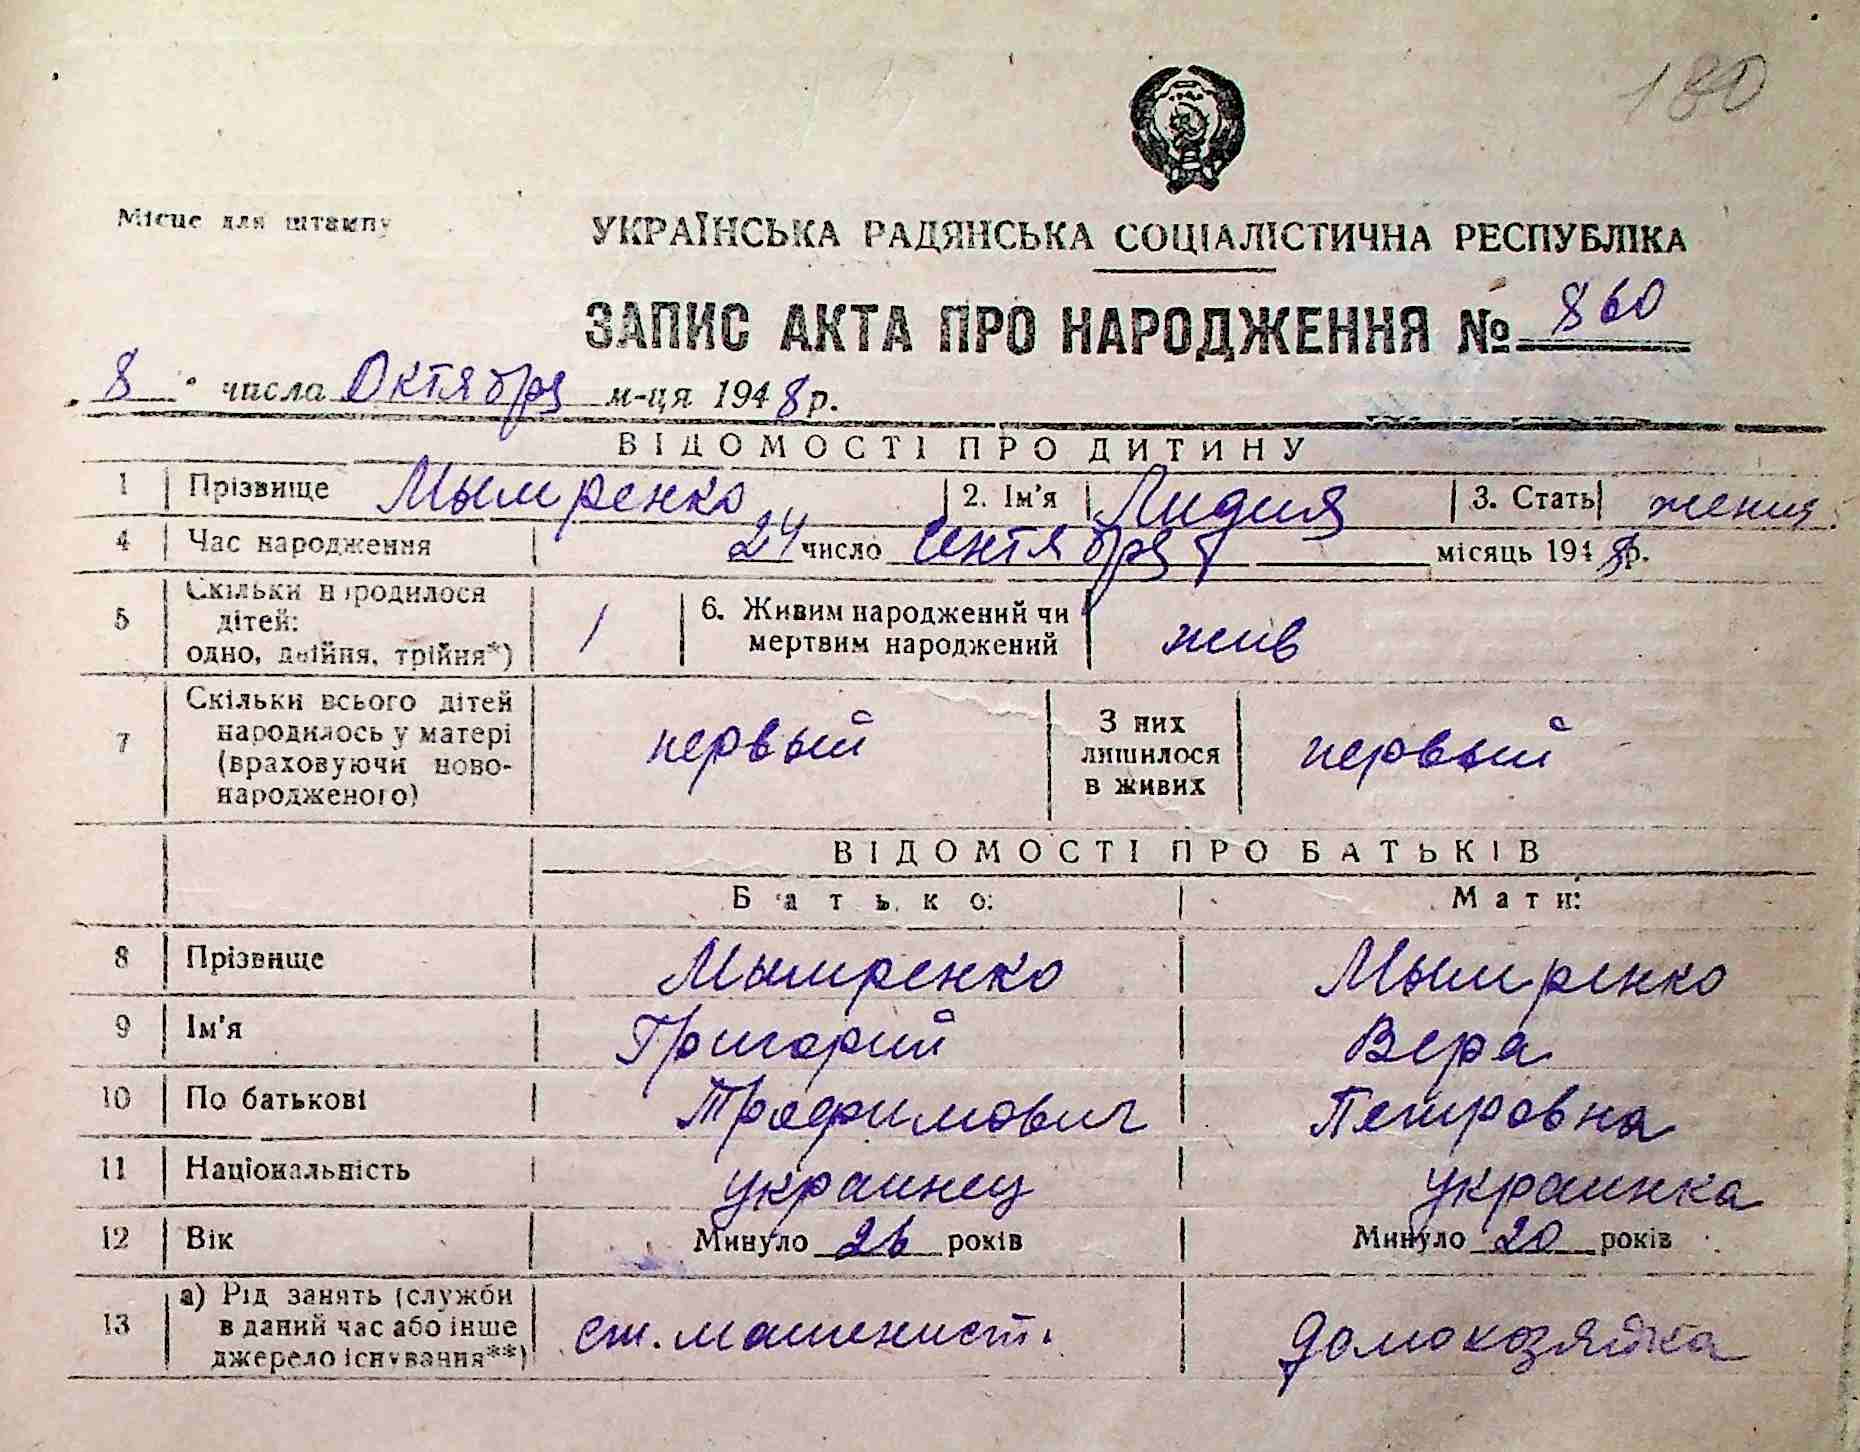 180
Місце для штампу
УКРАЇНСЬКА РАДЯНСЬКА СОЦІАЛІСТИЧНА РЕСПУБЛІКА
ЗАПИС АКТА ПРО НАРОДЖЕННЯ № 860
„ 8 “ числа Октября м-ця 1948 р.
ВІДОМОСТІ ПРО ДИТИНУ
1 Прізвище Мымренко 2. Ім'я Лидия 3. Стать жения
4 Час народження 24 число Сентября місяць 1948 р.
5 Скільки народилося
дітей:
одно, двійня, трійня*) 1 6. Живим народжений чи
мертвим народжений жив
7 Скільки всього дітей
народилось у матері
(враховуючи ново-
народженого) первый З них
лишилося
в живих первый
ВІДОМОСТІ ПРО БАТЬКІВ
Батько: Мати:
8 Прізвище Мымренко Мымренко
9 Ім'я Григорий Вера
10 По батькові Трофимович Петровна
11 Національність украинец украинка
12 Вік Минуло 26 років Минуло 20 років
13 а) Рід занять (служби
в даний час або інше
джерело існування**) ст. машенист. домохозяйка